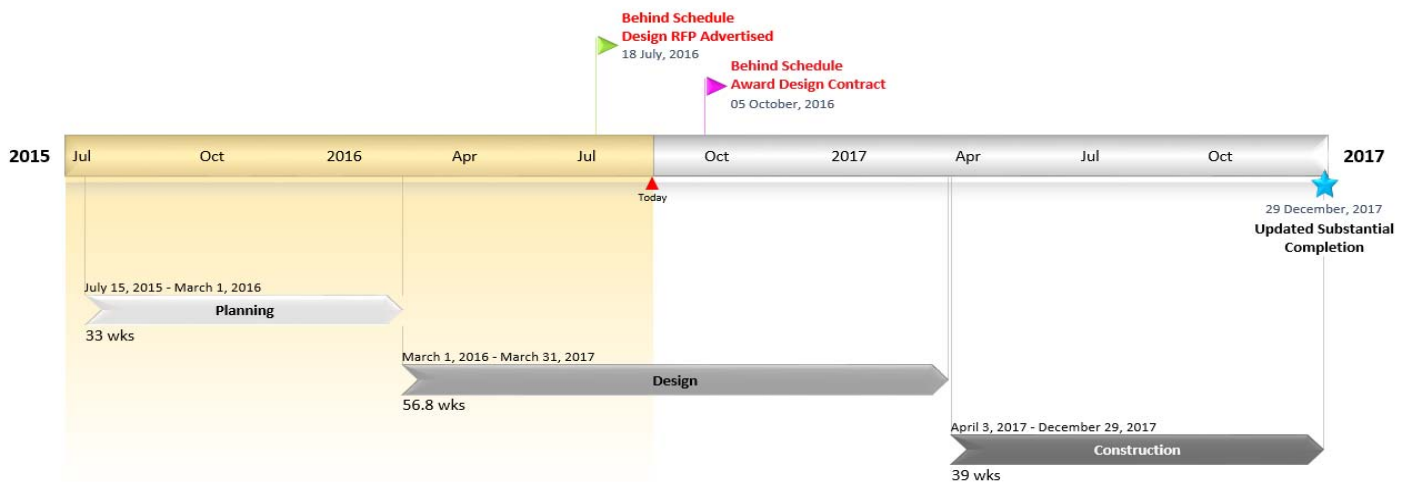 Behind Schedule
Design RFP Advertised
18 July, 2016
Behind Schedule
Award Design Contract
05 October, 2016
2015 Jul Oct 2016 Apr Jul Oct 2017 Apr Jul Oct 2017
Today
29 December, 2017
Updated Substantial
Completion
July 15, 2015 - March 1, 2016
Planning
33 wks
March 1, 2016 - March 31, 2017
Design
56.8 wks
April 3, 2017 - December 29, 2017
Construction
39 wks